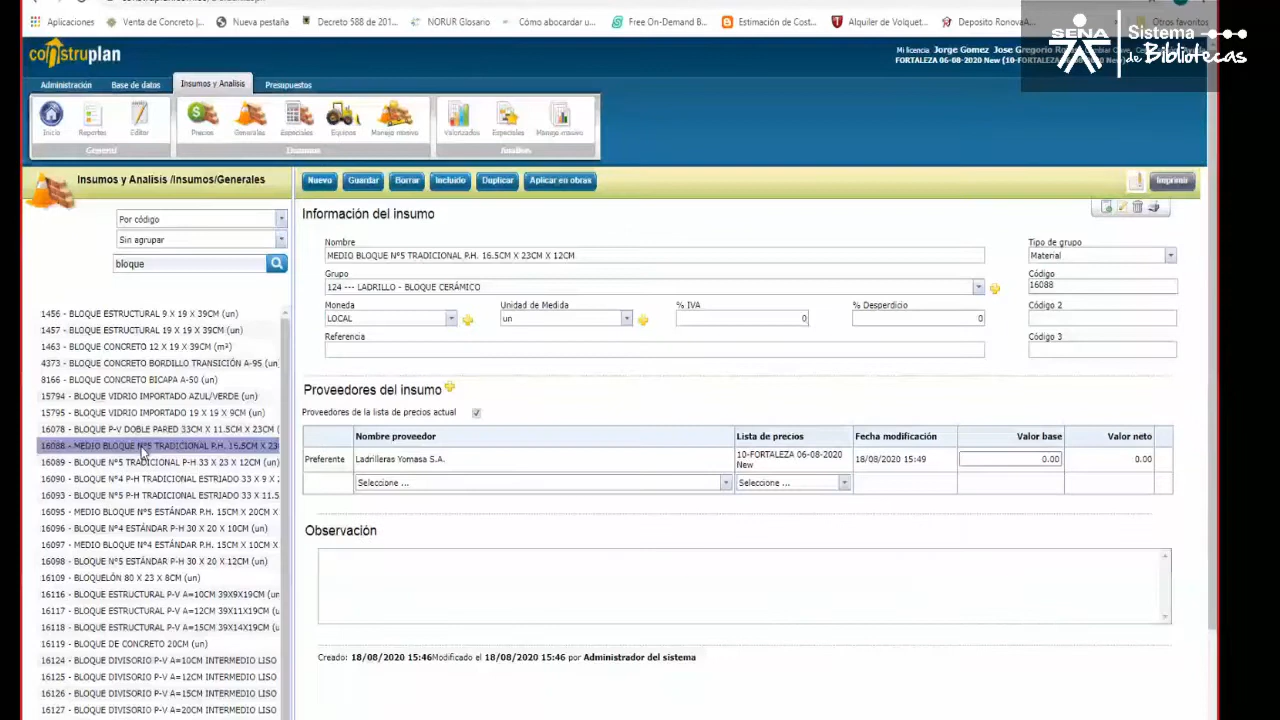 Aplicaciones
Venta de Concreto |...
Nueva pestaña
Decreto 588 de 201...
NORUR Glosario
Cómo abocardar u...
Free On-Demand B...
Estimación de Cost...
Alquiler de Volquet...
Deposito RonovaA...
Otros favoritos
SENA
Sistema
de Bibliotecas
construplan
Mi licencia Jorge Gomez Jose Gregorio
FORTALEZA 06-08-2020 New
Administración
Base de datos
Insumos y Analisis
Presupuestos
Inicio
Reportes
Editar
Precios
Generales
Especiales
Equipos
Manejo masivo
Valorizados
Especiales
Manejo masivo
General
Insumos
Analisis
Insumos y Analisis /Insumos/Generales
Nuevo
Guardar
Borrar
Incluido
Duplicar
Aplicar en obras
Imprimir
Por código
Sin agrupar
bloque
1456 - BLOQUE ESTRUCTURAL 9 X 19 X 39CM (un)
1457 - BLOQUE ESTRUCTURAL 19 X 19 X 39CM (un)
1463 - BLOQUE CONCRETO 12 X 19 X 39CM (m²)
4373 - BLOQUE CONCRETO BORDILLO TRANSICIÓN A-95 (un
8166 - BLOQUE CONCRETO BICAPA A-50 (un)
15794 - BLOQUE VIDRIO IMPORTADO AZUL/VERDE (un)
15795 - BLOQUE VIDRIO IMPORTADO 19 X 19 X 9CM (un)
16078 - BLOQUE P-V DOBLE PARED 33CM X 11.5CM X 23CM (
16088 - MEDIO BLOQUE Nº5 TRADICIONAL P.H. 16.5CM X 23
16089 - BLOQUE Nº5 TRADICIONAL P-H 33 X 23 X 12CM (un)
16090 - BLOQUE Nº4 P-H TRADICIONAL ESTRIADO 33 X 9 X 2
16093 - BLOQUE Nº5 P-H TRADICIONAL ESTRIADO 33 X 11.5
16095 - MEDIO BLOQUE Nº5 ESTÁNDAR P.H. 15CM X 20CM X
16096 - BLOQUE Nº4 ESTÁNDAR P-H 30 X 20 X 10CM (un)
16097 - MEDIO BLOQUE Nº4 ESTÁNDAR P.H. 15CM X 10CM X
16098 - BLOQUE Nº5 ESTÁNDAR P-H 30 X 20 X 12CM (un)
16109 - BLOQUELÓN 80 X 23 X 8CM (un)
16116 - BLOQUE ESTRUCTURAL P-V A=10CM 39X9X19CM (un
16117 - BLOQUE ESTRUCTURAL P-V A=12CM 39X11X19CM (u
16118 - BLOQUE ESTRUCTURAL P-V A=15CM 39X14X19CM (u
16119 - BLOQUE DE CONCRETO 20CM (un)
16124 - BLOQUE DIVISORIO P-V A=10CM INTERMEDIO LISO
16125 - BLOQUE DIVISORIO P-V A=12CM INTERMEDIO LISO
16126 - BLOQUE DIVISORIO P-V A=15CM INTERMEDIO LISO
16127 - BLOQUE DIVISORIO P-V A=20CM INTERMEDIO LISO
Información del insumo
Nombre
MEDIO BLOQUE Nº5 TRADICIONAL P.H. 16.5CM X 23CM X 12CM
Tipo de grupo
Material
Grupo
124 --- LADRILLO - BLOQUE CERÁMICO
Código
16088
Moneda
Unidad de Medida
% IVA
% Desperdicio
Código 2
LOCAL
un
0
0
Referencia
Código 3
Proveedores del insumo
Proveedores de la lista de precios actual
Nombre proveedor
Lista de precios
Fecha modificación
Valor base
Valor neto
Preferente
Ladrilleras Yomasa S.A.
10-FORTALEZA 06-08-2020
New
18/08/2020 15:49
0.00
0.00
Seleccione ...
Seleccione ...
Observación
Creado: 18/08/2020 15:46Modificado el 18/08/2020 15:46 por Administrador del sistema